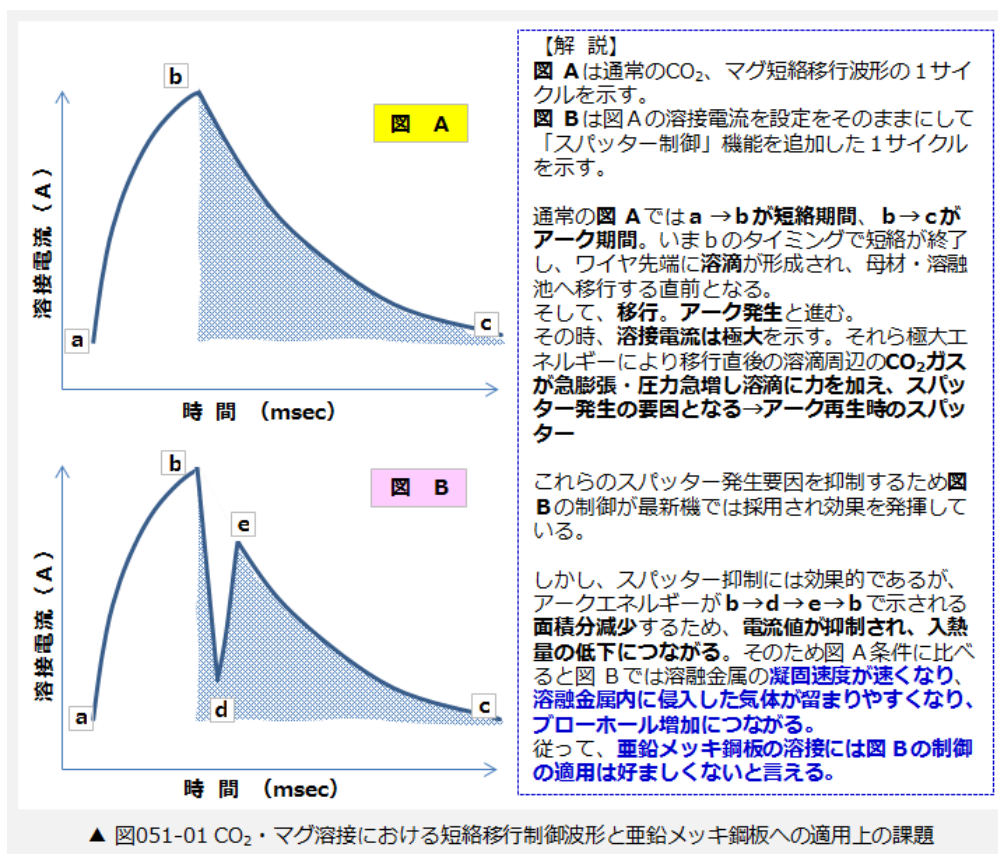 b
図 A
溶接電流（A）
a
c
時 間 （msec）
b
図 B
e
溶接電流（A）
a
d
c
時 間 （msec）
【解 説】
図 Aは通常のCO₂、マグ短絡移行波形の１サイ
クルを示す。
図 Bは図Aの溶接電流を設定をそのままにして
「スパッター制御」機能を追加した１サイクル
を示す。
通常の図 Aではa →bが短絡期間、b→cが
アーク期間。いまｂのタイミングで短絡が終了
し、ワイヤ先端に溶滴が形成され、母材・溶融
池へ移行する直前となる。
そして、移行。アーク発生と進む。
その時、溶接電流は極大を示す。それら極大エ
ネルギーにより移行直後の溶滴周辺のCO₂ガス
が急膨張・圧力急増し溶滴に力を加え、スパッ
ター発生の要因となる→アーク再生時のスパッ
ター
これらのスパッター発生要因を抑制するため図
Bの制御が最新機では採用され効果を発揮して
いる。
しかし、スパッター抑制には効果的であるが、
アークエネルギーがb→d→e→bで示される
面積分減少するため、電流値が抑制され、入熱
量の低下につながる。そのため図 A条件に比べ
ると図 Bでは溶融金属の凝固速度が速くなり、
溶融金属内に侵入した気体が留まりやすくなり、
ブローホール増加につながる。
従って、亜鉛メッキ鋼板の溶接には図 Bの制御
の適用は好ましくないと言える。
▲ 図051-01 CO₂・マグ溶接における短絡移行制御波形と亜鉛メッキ鋼板への適用上の課題